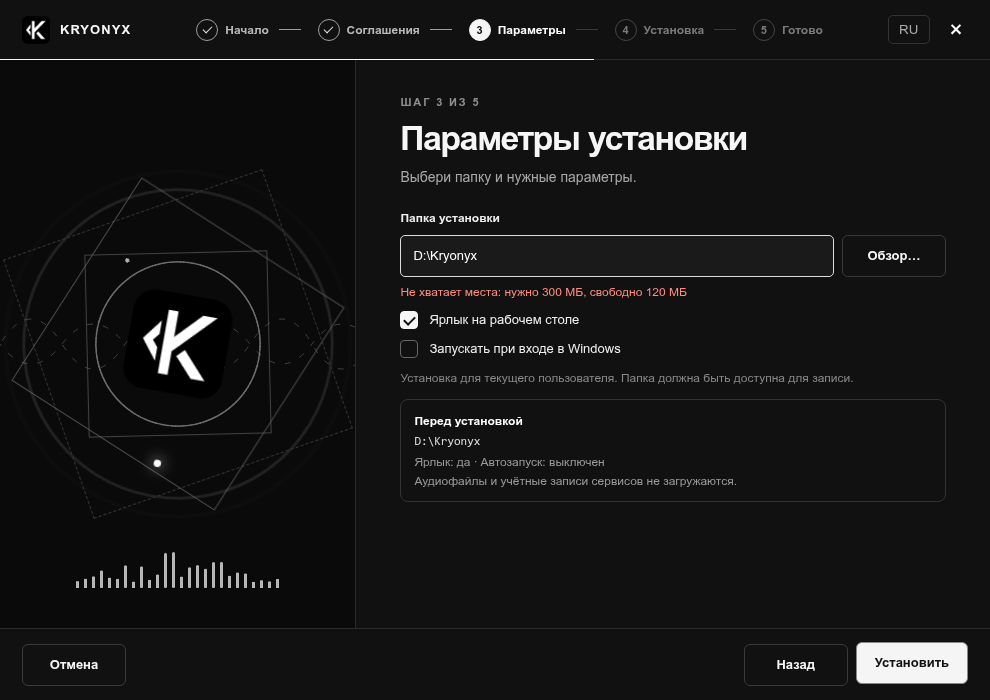 KRYONYX
Начало
Соглашения
3 Параметры
4 Установка
5 Готово
RU
ШАГ 3 ИЗ 5
Параметры установки
Выбери папку и нужные параметры.
Папка установки
D:\Kryonyx
Обзор...
Не хватает места: нужно 300 МБ, свободно 120 МБ
Ярлык на рабочем столе
Запускать при входе в Windows
Установка для текущего пользователя. Папка должна быть доступна для записи.
Перед установкой
D:\Kryonyx
Ярлык: да · Автозапуск: выключен
Аудиофайлы и учётные записи сервисов не загружаются.
Отмена
Назад
Установить